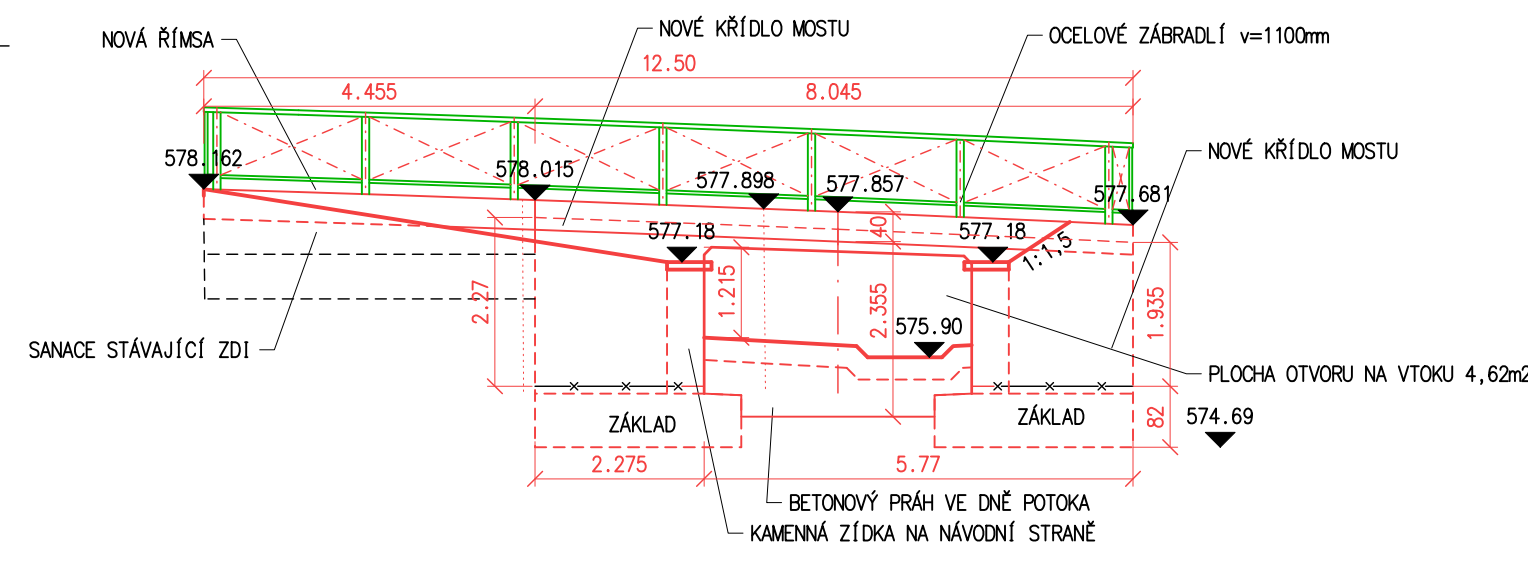 NOVÁ ŘÍMSA
NOVÉ KŘÍDLO MOSTU
OCELOVÉ ZÁBRADLÍ v=1100mm
12.50
4.455
8.045
578.162
578.015
577.898
577.857
577.681
NOVÉ KŘÍDLO MOSTU
577.18
40
577.18
1:1,5
2.27
1.215
2.355
1.935
575.90
SANACE STÁVAJÍCÍ ZDI
PLOCHA OTVORU NA VTOKU 4,62m2
ZÁKLAD
ZÁKLAD
82
574.69
2.275
5.77
BETONOVÝ PRÁH VE DNĚ POTOKA
KAMENNÁ ZÍDKA NA NÁVODNÍ STRANĚ